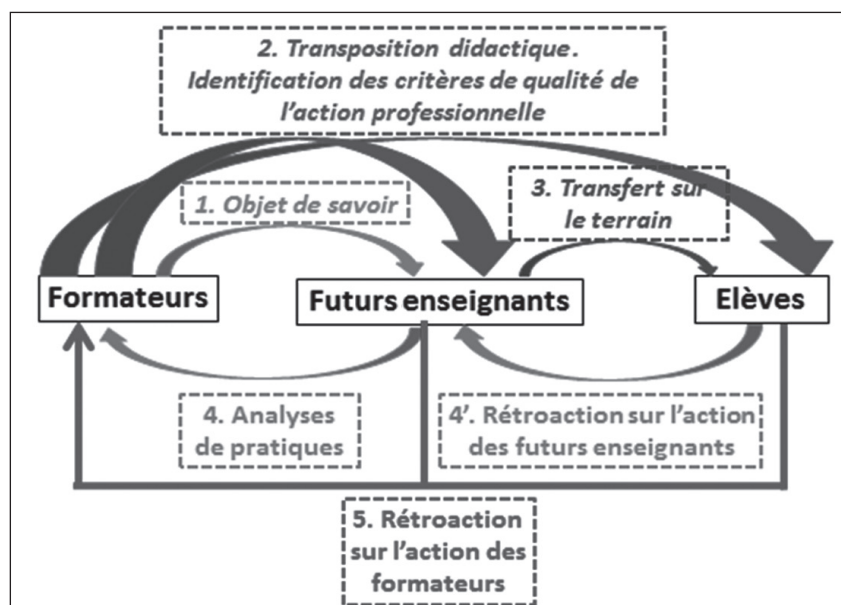 2. Transposition didactique.
Identification des critères de qualité de
l'action professionnelle
1. Objet de savoir
3. Transfert sur
le terrain
Formateurs
Futurs enseignants
Elèves
4. Analyses
de pratiques
4'. Rétroaction sur l'action
des futurs enseignants
5. Rétroaction
sur l'action des
formateurs